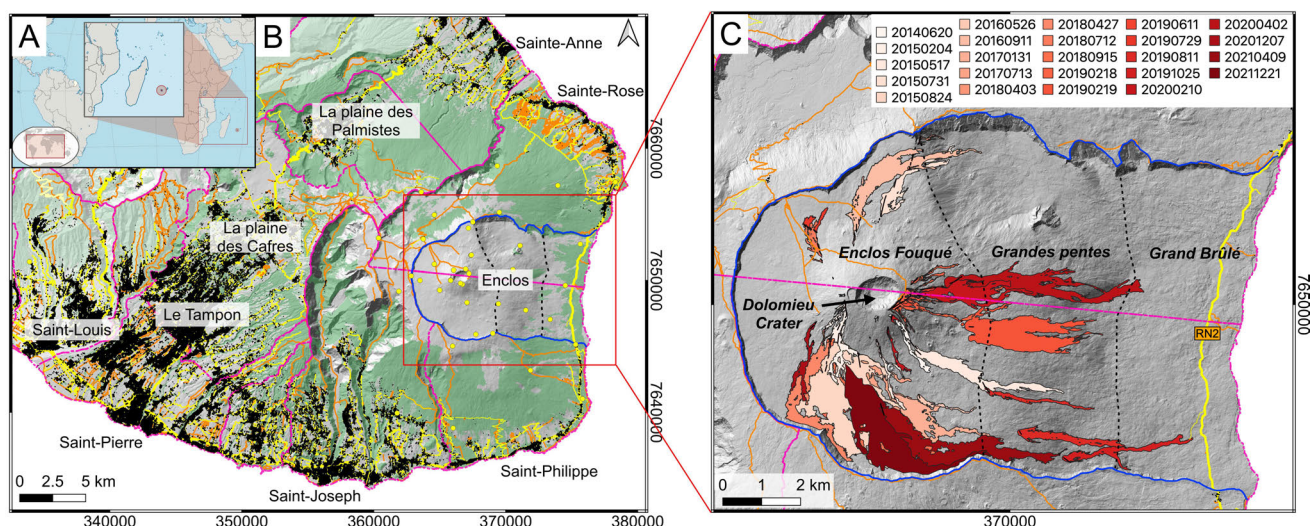 A
B
Sainte-Anne
Sainte-Rose
La plaine des
Palmistes
La plaine
des Cafres
Enclos
Le Tampon
Saint-Louis
Saint-Pierre
Saint-Joseph
Saint-Philippe
0 2.5 5 km
340000 350000 360000 370000 380000
7660000
7650000
7640000
C
20140620
20150204
20150517
20150731
20150824
20160526
20160911
20170131
20170713
20180403
20180427
20180712
20180915
20190218
20190219
20190611
20190729
20190811
20191025
20200210
20200402
20201207
20210409
20211221
Enclos Fouqué
Grandes pentes
Grand Brûlé
Dolomieu
Crater
RN2
0 1 2 km
370000
7650000